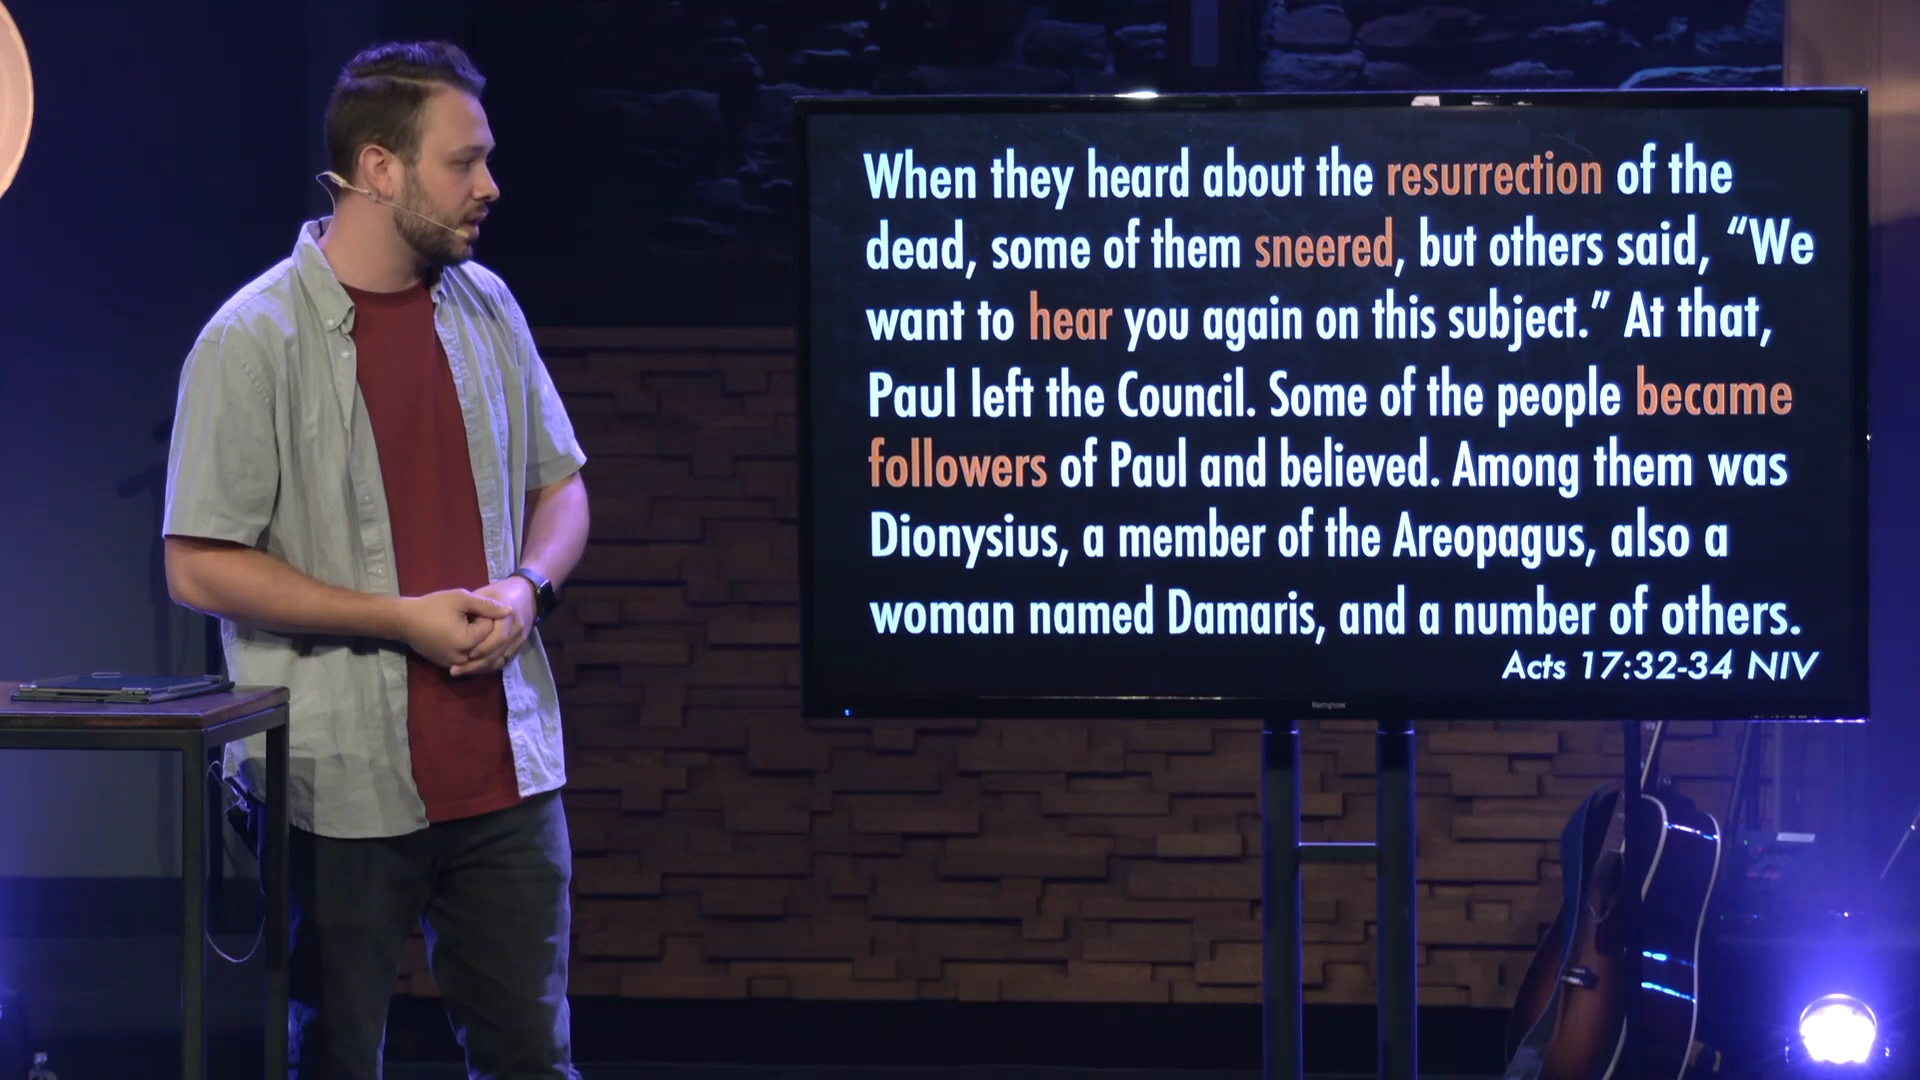 When they heard about the resurrection of the
dead, some of them sneered, but others said, “We
want to hear you again on this subject.” At that,
Paul left the Council. Some of the people became
followers of Paul and believed. Among them was
Dionysius, a member of the Areopagus, also a
woman named Damaris, and a number of others.
Acts 17:32-34 NIV
Westinghouse